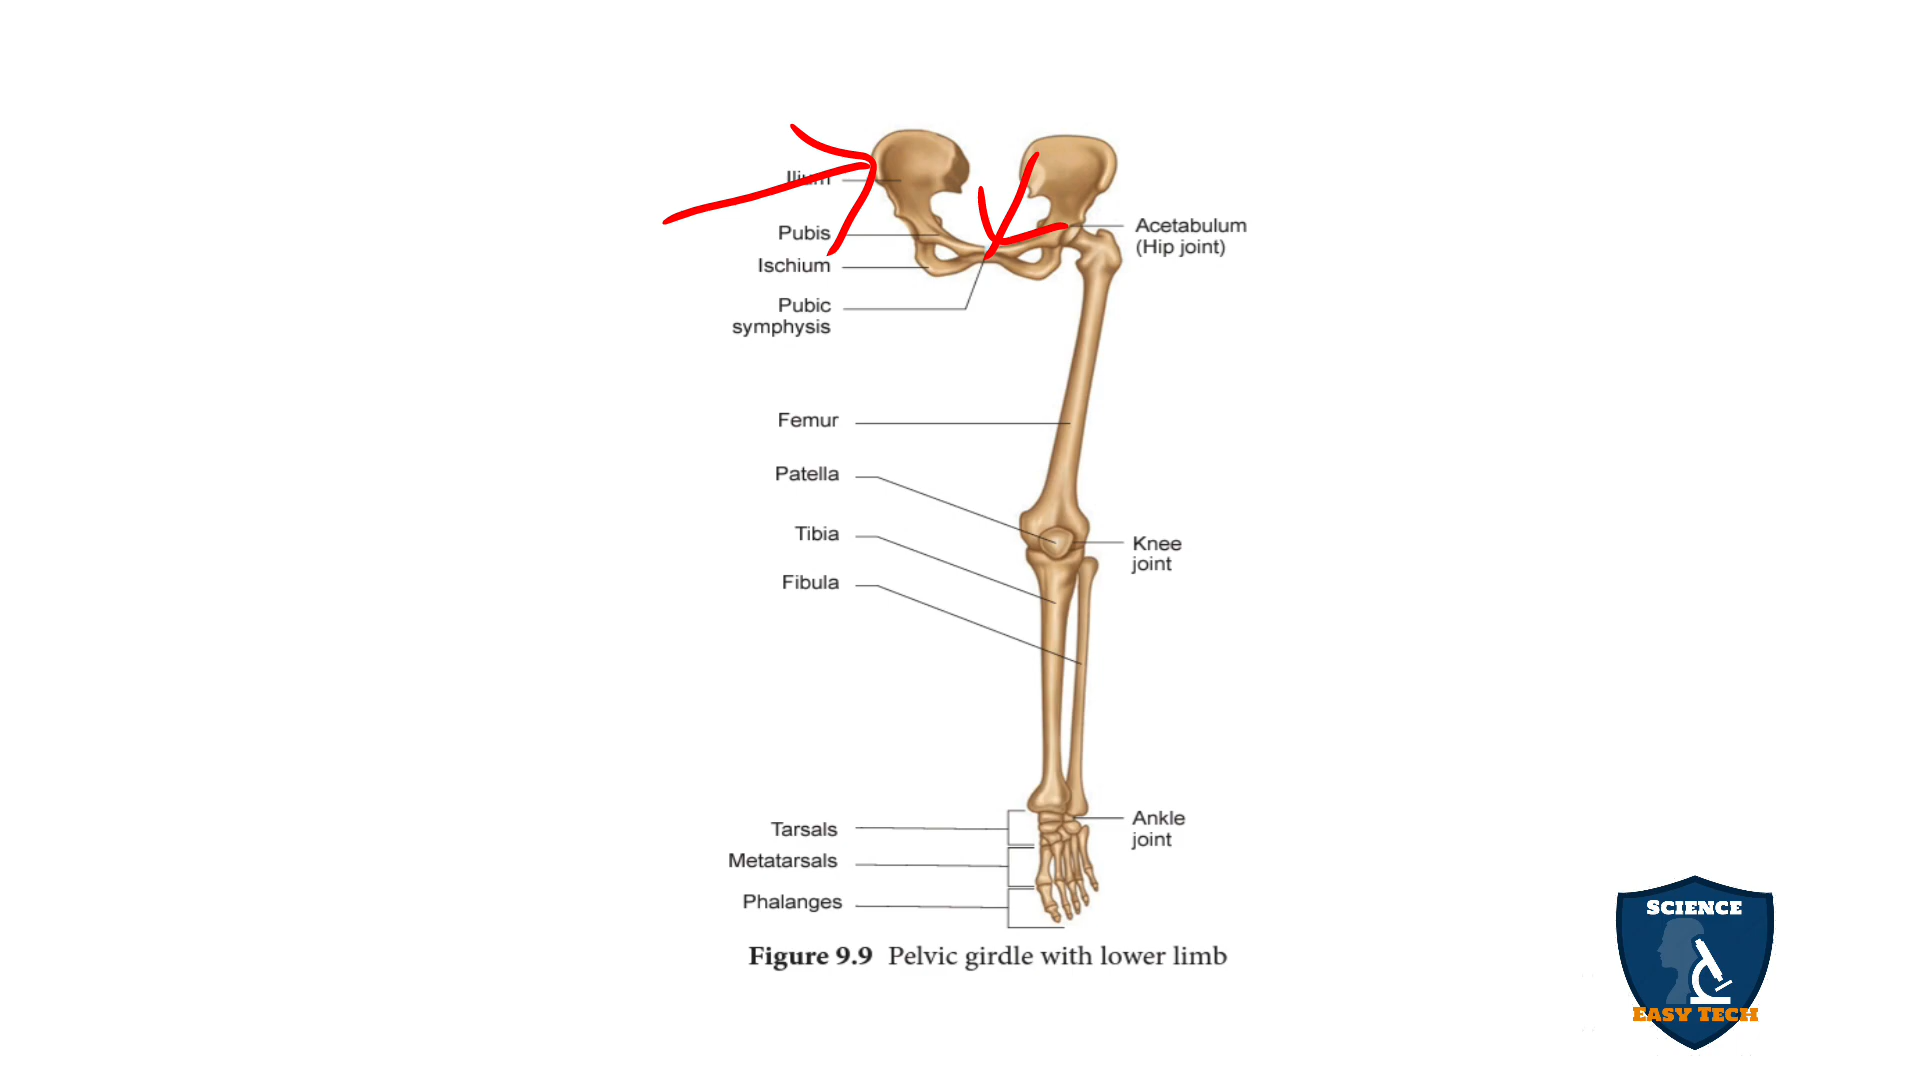 Ilium
Pubis
Ischium
Pubic
symphysis
Acetabulum
(Hip joint)
Femur
Patella
Tibia
Fibula
Knee
joint
Tarsals
Metatarsals
Phalanges
Ankle
joint
Figure 9.9 Pelvic girdle with lower limb
SCIENCE
EASY TECH